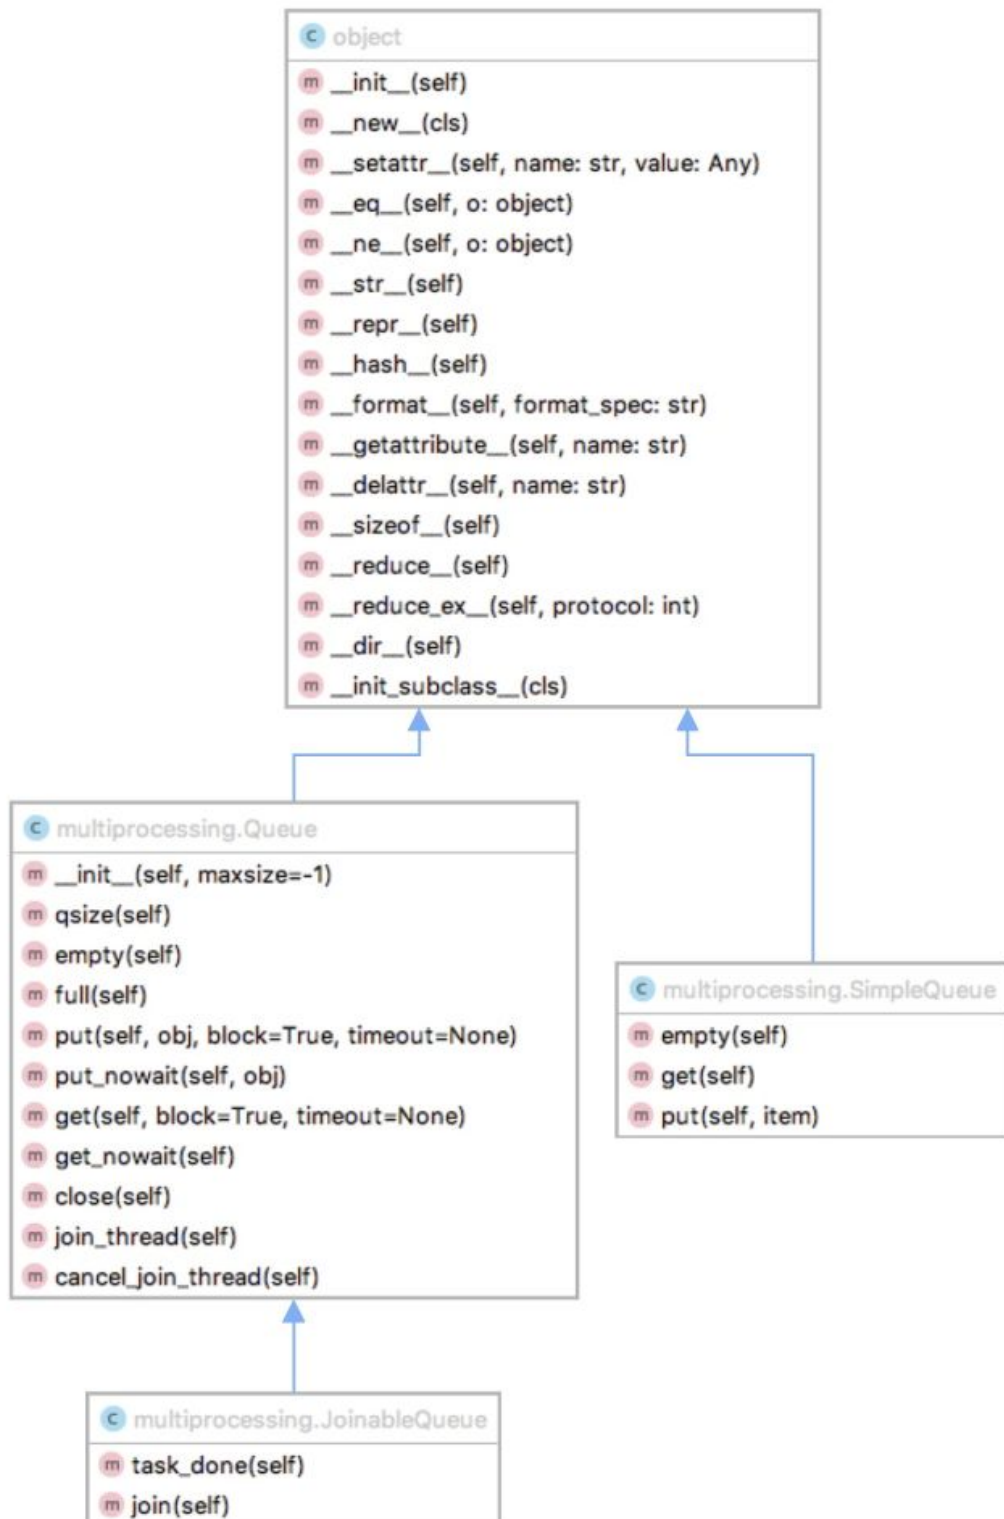 C object
m __init__(self)
m __new__(cls)
m __setattr__(self, name: str, value: Any)
m __eq__(self, o: object)
m __ne__(self, o: object)
m __str__(self)
m __repr__(self)
m __hash__(self)
m __format__(self, format_spec: str)
m __getattribute__(self, name: str)
m __delattr__(self, name: str)
m __sizeof__(self)
m __reduce__(self)
m __reduce_ex__(self, protocol: int)
m __dir__(self)
m __init_subclass__(cls)
C multiprocessing.Queue
m __init__(self, maxsize=-1)
m qsize(self)
m empty(self)
m full(self)
m put(self, obj, block=True, timeout=None)
m put_nowait(self, obj)
m get(self, block=True, timeout=None)
m get_nowait(self)
m close(self)
m join_thread(self)
m cancel_join_thread(self)
C multiprocessing.SimpleQueue
m empty(self)
m get(self)
m put(self, item)
C multiprocessing.JoinableQueue
m task_done(self)
m join(self)